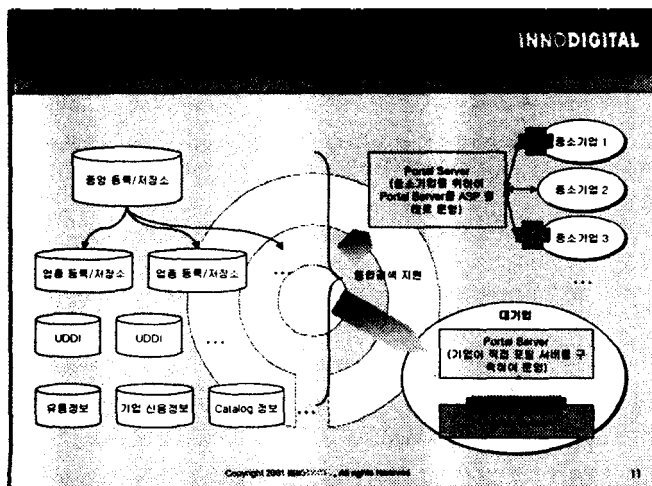 INNODIGITAL
중앙 등록/저장소
업종 등록/저장소
업종 등록/저장소
...
UDDI
UDDI
...
유통정보
기업 신용정보
Catalog 정보
...
통합검색 지원
Portal Server
(중소기업을 위하여
Portal Server를 ASP 형
태로 운영)
중소기업 1
중소기업 2
중소기업 3
...
대기업
Portal Server
(기업이 직접 포탈 서버를 구
축하여 운영)
Copyright 2001 All rights Reserved
11